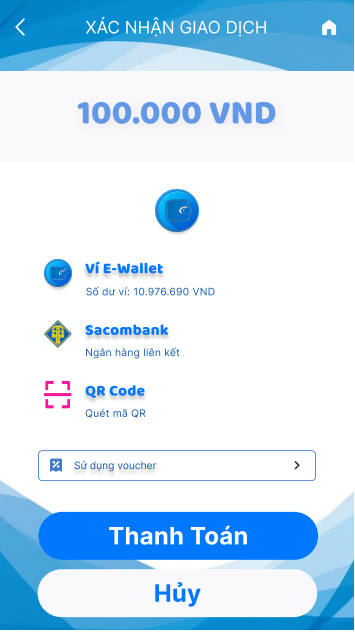 XÁC NHẬN GIAO DỊCH
100.000 VND
Ví E-Wallet
Số dư ví: 10.976.690 VND
Sacombank
Ngân hàng liên kết
QR Code
Quét mã QR
Sử dụng voucher
Thanh Toán
Hủy